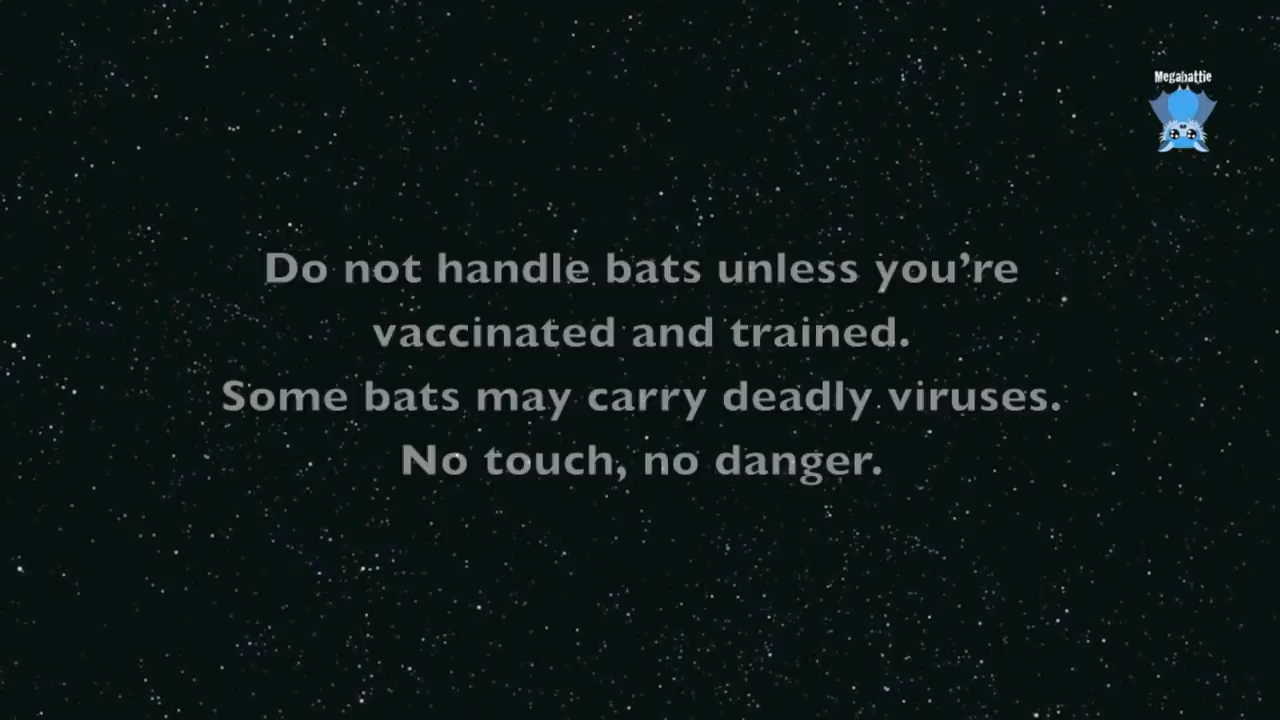 Megabattie
Do not handle bats unless you’re
vaccinated and trained.
Some bats may carry deadly viruses.
No touch, no danger.